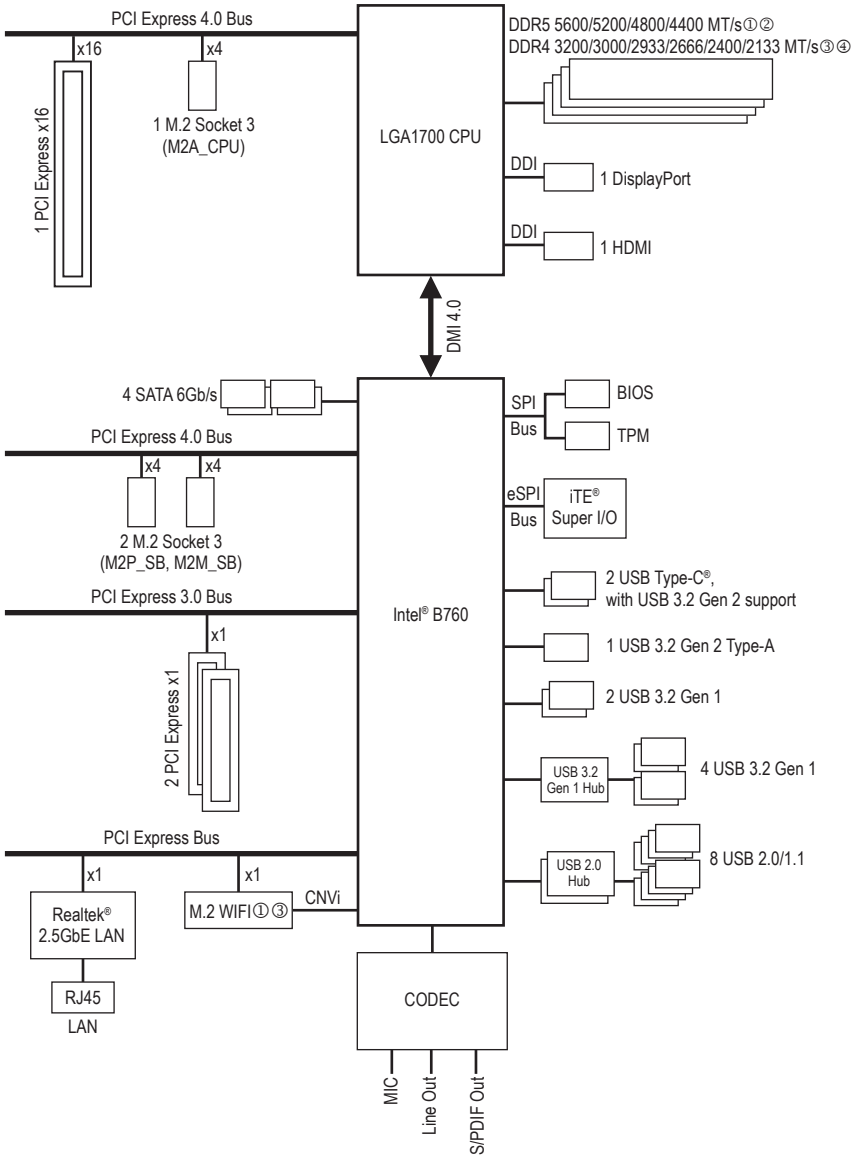 PCI Express 4.0 Bus
x16
x4
1 PCI Express x16
1 M.2 Socket 3
(M2A_CPU)
LGA1700 CPU
DDR5 5600/5200/4800/4400 MT/s①②
DDR4 3200/3000/2933/2666/2400/2133 MT/s③④
DDI
1 DisplayPort
DDI
1 HDMI
DMI 4.0
4 SATA 6Gb/s
PCI Express 4.0 Bus
x4
x4
2 M.2 Socket 3
(M2P_SB, M2M_SB)
PCI Express 3.0 Bus
x1
2 PCI Express x1
Intel® B760
SPI
Bus
BIOS
TPM
eSPI
Bus
iTE®
Super I/O
2 USB Type-C®,
with USB 3.2 Gen 2 support
1 USB 3.2 Gen 2 Type-A
2 USB 3.2 Gen 1
USB 3.2
Gen 1 Hub
4 USB 3.2 Gen 1
USB 2.0
Hub
8 USB 2.0/1.1
PCI Express Bus
x1
x1
Realtek®
2.5GbE LAN
M.2 WIFI①③
CNVi
RJ45
LAN
CODEC
MIC
Line Out
S/PDIF Out